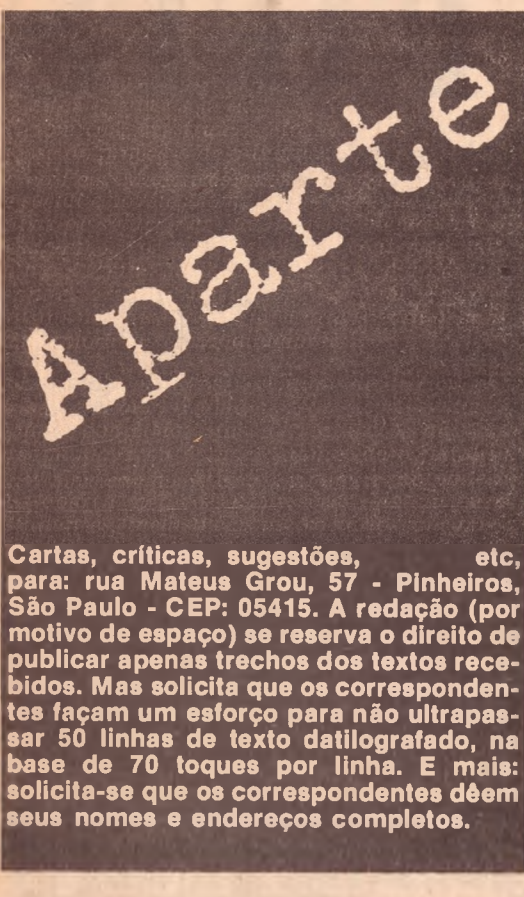 Aparte
Cartas, críticas, sugestões, etc,
para: rua Mateus Grou, 57 - Pinheiros,
São Paulo - CEP: 05415. A redação (por
motivo de espaço) se reserva o direito de
publicar apenas trechos dos textos rece-
bidos. Mas solicita que os corresponden-
tes façam um esforço para não ultrapas-
sar 50 linhas de texto datilografado, na
base de 70 toques por linha. E mais:
solicita-se que os correspondentes dêem
seus nomes e endereços completos.